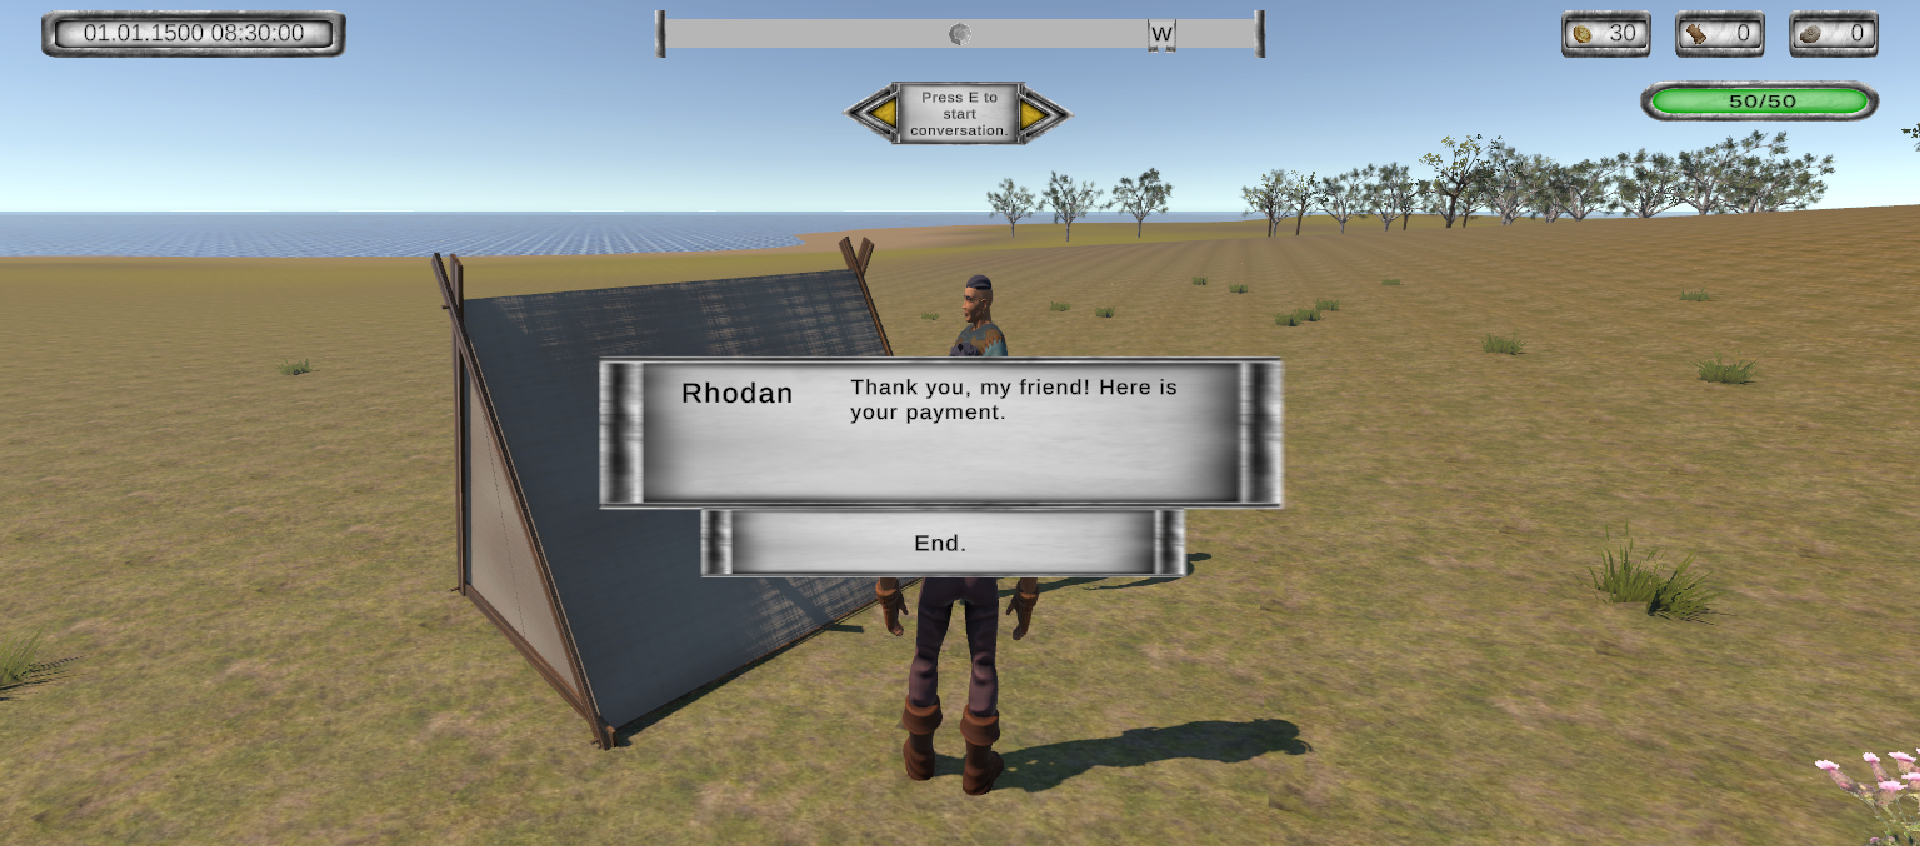 01.01.1500 08:30:00
W
30
0
0
50/50
Press E to
start
conversation.
Rhodan
Thank you, my friend! Here is
your payment.
End.